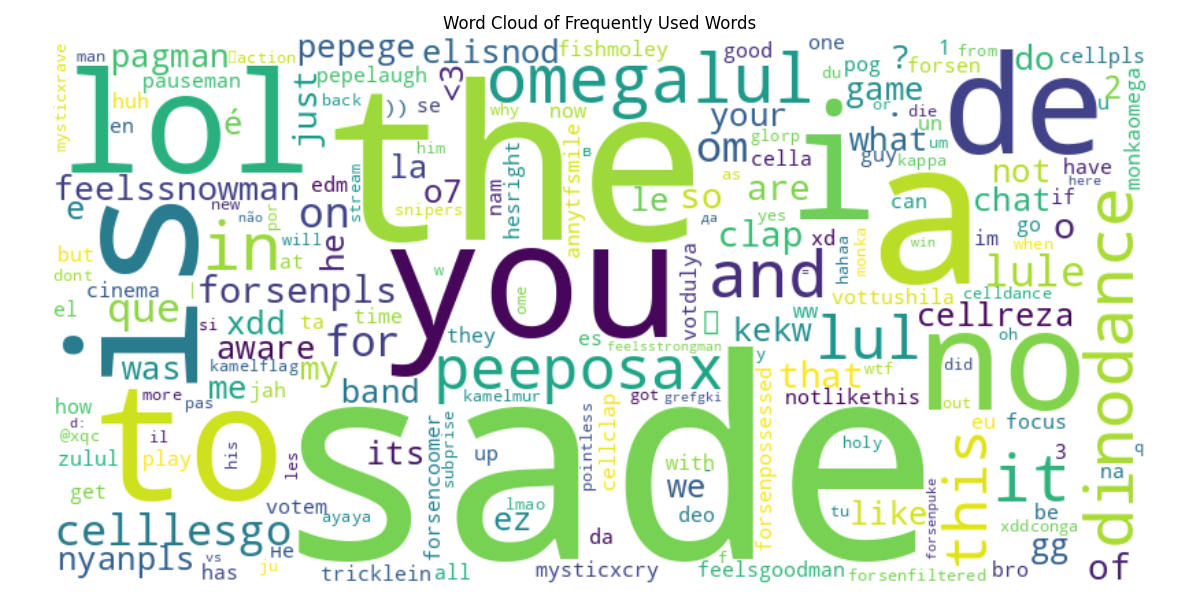 Word Cloud of Frequently Used Words
mysticxrave
man
pagman
action
pauseman
pepege
elisnod
fishmoley
good
one
?
1
from
do
cellpls
lol
huh
en
é
just
back
pepelaugh
))
se
<3
omegalul
why
now
du
pog
forsen
game
or
.
die
un
um
de
2
u
monkaomega
the
him
la
o7
snipers
stream
nam
hesright
annytfsmile
в
le
your
om
glorp
cella
as
are
yes
so
да
i
what
guy
kappa
not
have
here
chat
if
feelssnowman
edm
new
não
por
on
he
will
at
in
e
but
dont
cinema
el
que
is
si
xdd
ta
time
forsenpls
for
you
w
ome
they
es
feelsstrongman
votdulya
and
clap
xd
hahaa
monka
=
vottushila
a
can
win
im
go
when
o
lule
celldance
cellreza
dinodance
was
aware
kamelflag
my
me
jah
band
peeposax
kamelmur
got
grefgki
kekw
ww
y
lul
that
wtf
notlikethis
no
oh
did
out
how
d:
@xqc
zulul
get
more
pas
il
play
his
les
to
sade
its
up
forsencoomer
subprise
pointless
cellclap
with
we
deo
forsenpossessed
holy
tu
like
eu
focus
3
na
q
it
this
forsenpuke
be
xddconga
gg
celllesgo
votem
ayaya
lmao
ez
da
nyanpls
vs
has
не
ju
tricklein
all
mysticxcry
f
feelsgoodman
forsenfiltered
bro
of